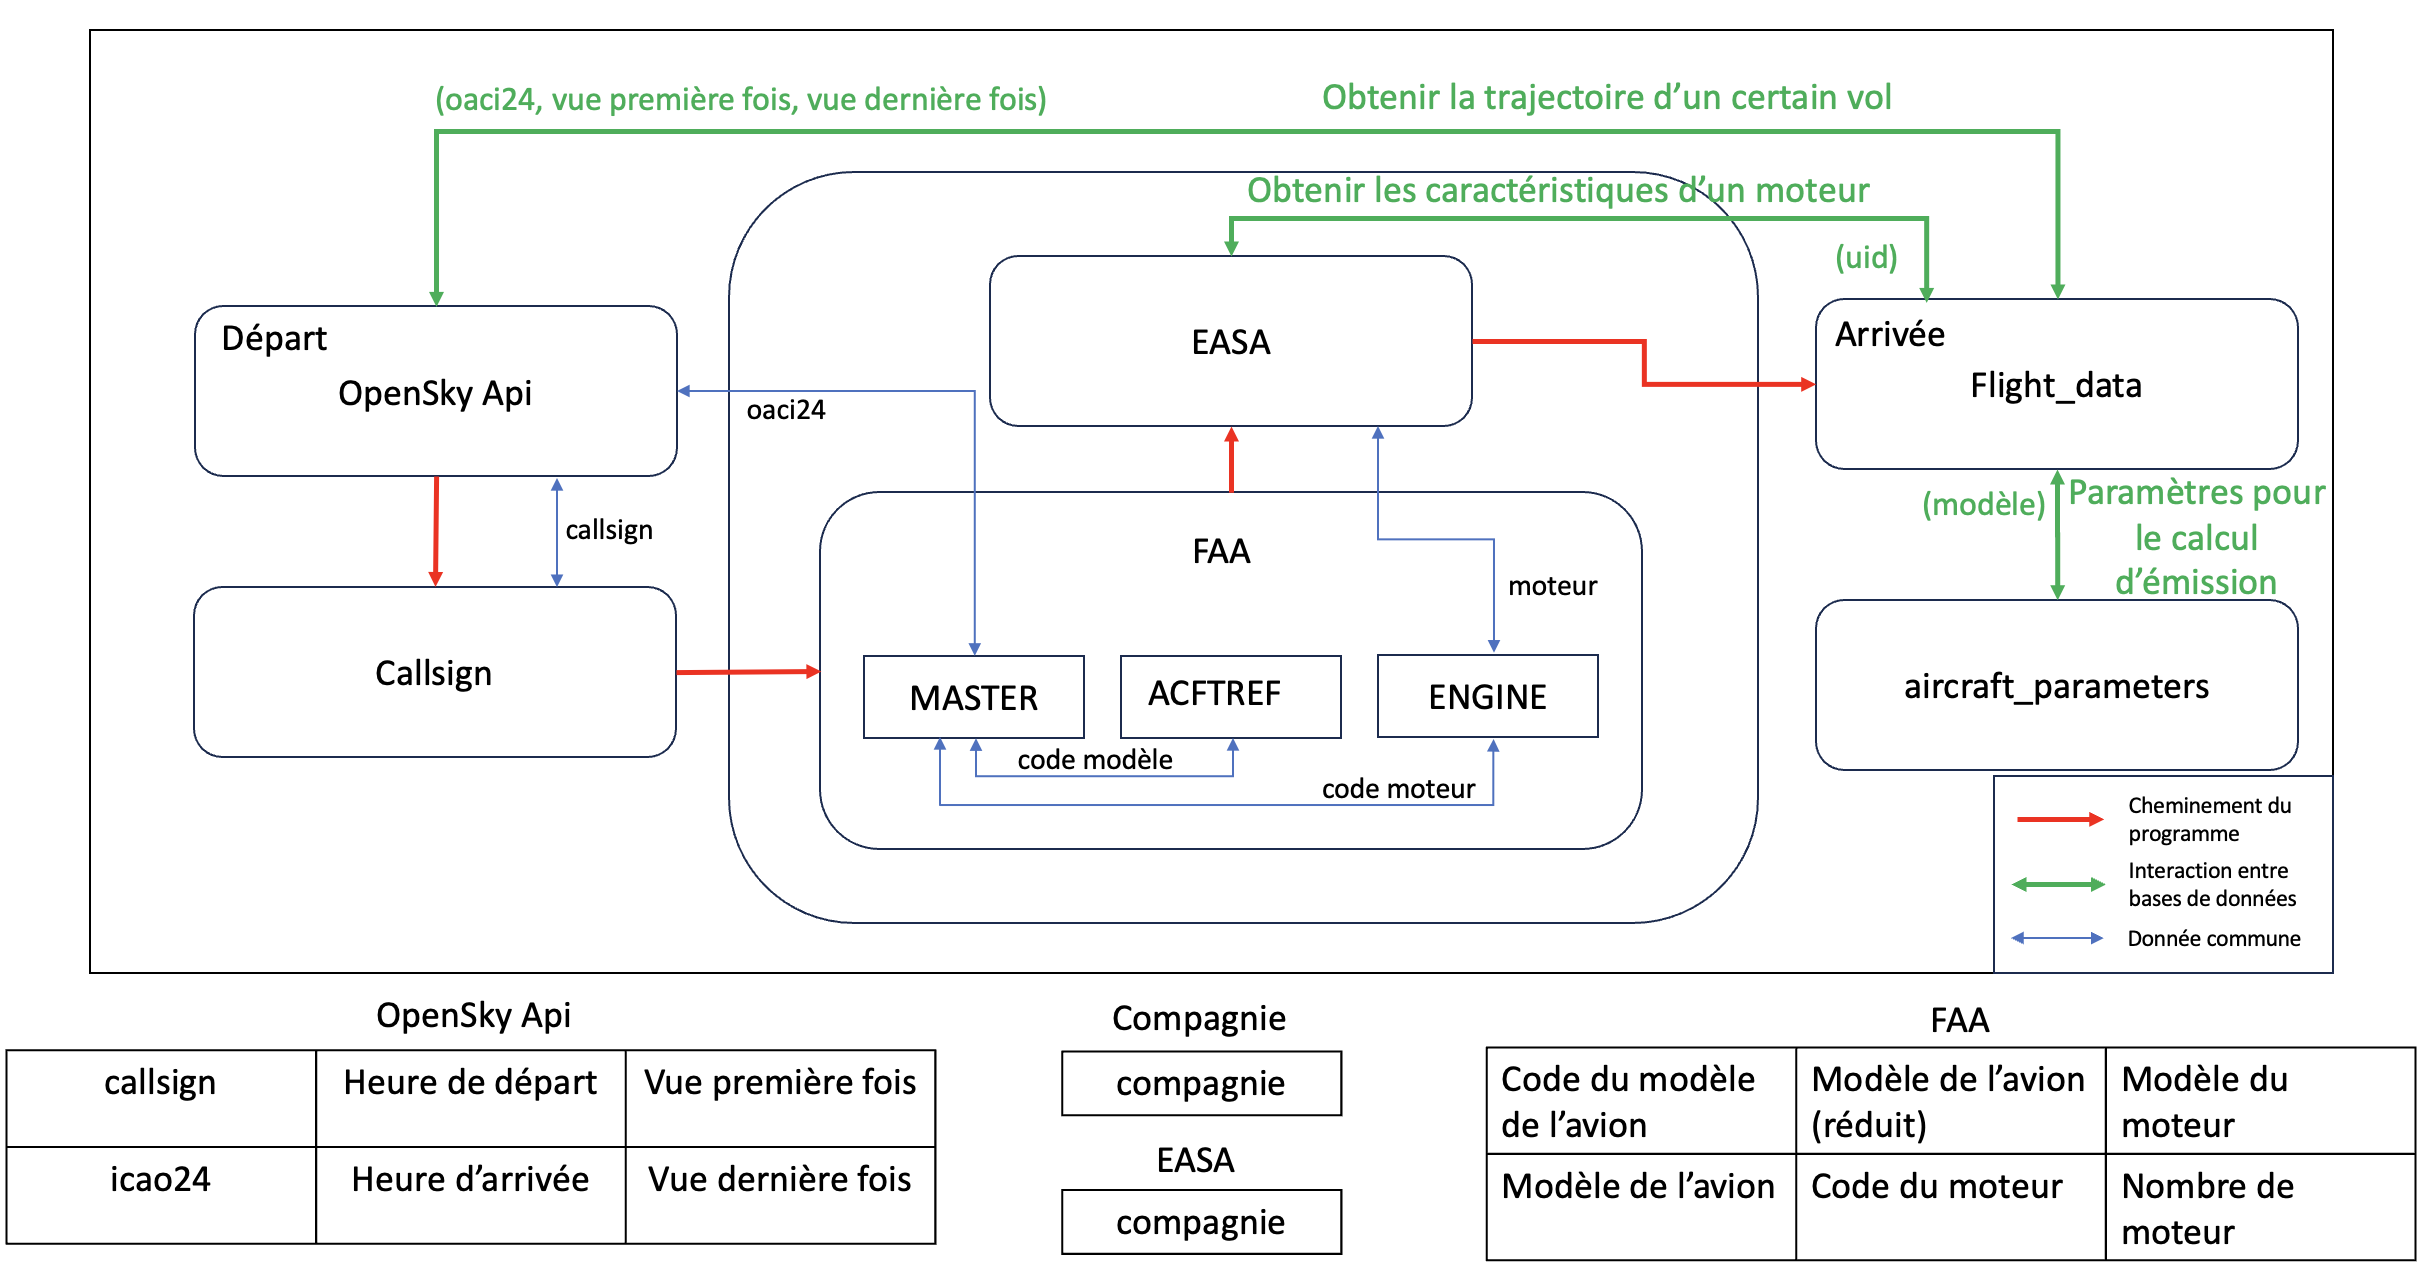 (oaci24, vue première fois, vue dernière fois)
Obtenir la trajectoire d’un certain vol
Obtenir les caractéristiques d’un moteur
(uid)
Départ
OpenSky Api
EASA
Arrivée
Flight_data
oaci24
callsign
(modèle)
Paramètres pour
le calcul
d’émission
FAA
moteur
Callsign
MASTER
ACFTREF
ENGINE
aircraft_parameters
code modèle
code moteur
Cheminement du
programme
Interaction entre
bases de données
Donnée commune
OpenSky Api
callsign
Heure de départ
Vue première fois
icao24
Heure d’arrivée
Vue dernière fois
Compagnie
compagnie
EASA
compagnie
FAA
Code du modèle
de l’avion
Modèle de l’avion
(réduit)
Modèle du
moteur
Modèle de l’avion
Code du moteur
Nombre de
moteur